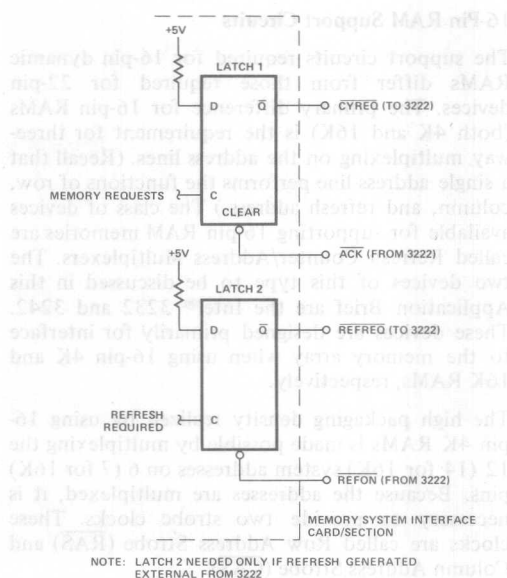 +5V
LATCH 1
D
Q̅
C̅Y̅R̅E̅Q̅ (TO 3222)
MEMORY REQUESTS
C
CLEAR
A̅C̅K̅ (FROM 3222)
+5V
LATCH 2
D
Q̅
R̅E̅F̅R̅E̅Q̅ (TO 3222)
REFRESH
REQUIRED
C
R̅E̅F̅O̅N̅ (FROM 3222)
MEMORY SYSTEM INTERFACE
CARD/SECTION
NOTE: LATCH 2 NEEDED ONLY IF REFRESH GENERATED
EXTERNAL FROM 3222
16-Pin RAM Support Circuits
The support circuits required for 16-pin dynamic
RAMs differ from those required for 22-pin
devices. The primary difference for 16-pin RAMs
(both 4K and 16K) is the requirement for three-
way multiplexing on the address lines. (Recall that
a single address line performs the functions of row,
column, and refresh address.) The class of devices
available for supporting 16-pin RAM memories are
called Counter/Address Multiplexers. The
two devices of this type to be discussed in this
Application Brief are the Intel 3232 and 3242.
These devices are designed primarily for interface
to the memory array when using 16-pin 4K and
16K RAMs, respectively.
The high packaging density using 16-
pin 4K RAMs is made possible by multiplexing the
12 (14 for 16K) system addresses on 6 (7 for 16K)
pins. Because the addresses are multiplexed, it is
necessary two strobe clocks. These
clocks are called Row Address Strobe (R̅A̅S̅) and
Column Address Strobe